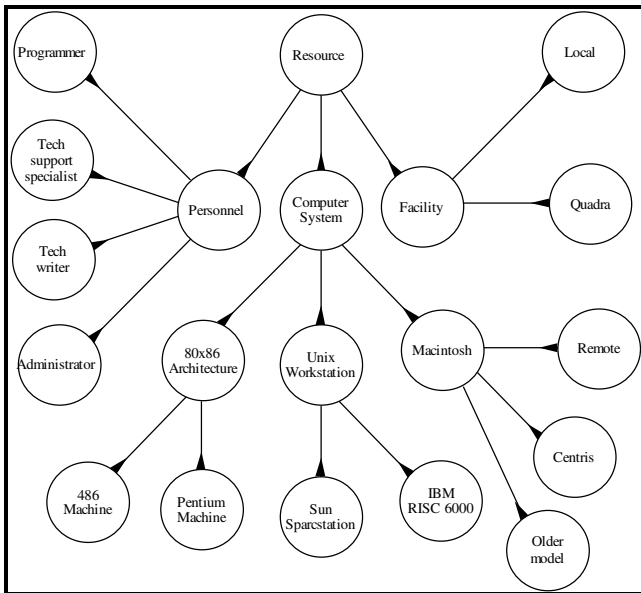 Programmer
Resource
Local
Tech
support
specialist
Personnel
Computer
System
Facility
Quadra
Tech
writer
Administrator
80x86
Architecture
Unix
Workstation
Macintosh
Remote
Centris
486
Machine
Pentium
Machine
Sun
Sparcstation
IBM
RISC 6000
Older
model